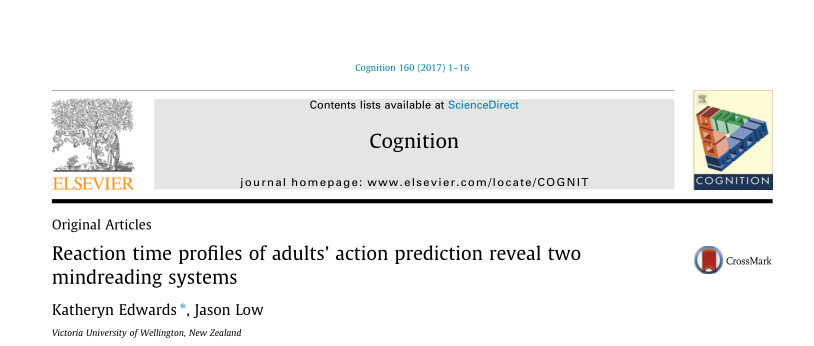 Cognition 160 (2017) 1–16
Contents lists available at ScienceDirect
Cognition
journal homepage: www.elsevier.com/locate/COGNIT
ELSEVIER
COGNITION
Original Articles
Reaction time profiles of adults’ action prediction reveal two
mindreading systems
CrossMark
Katheryn Edwards *, Jason Low
Victoria University of Wellington, New Zealand